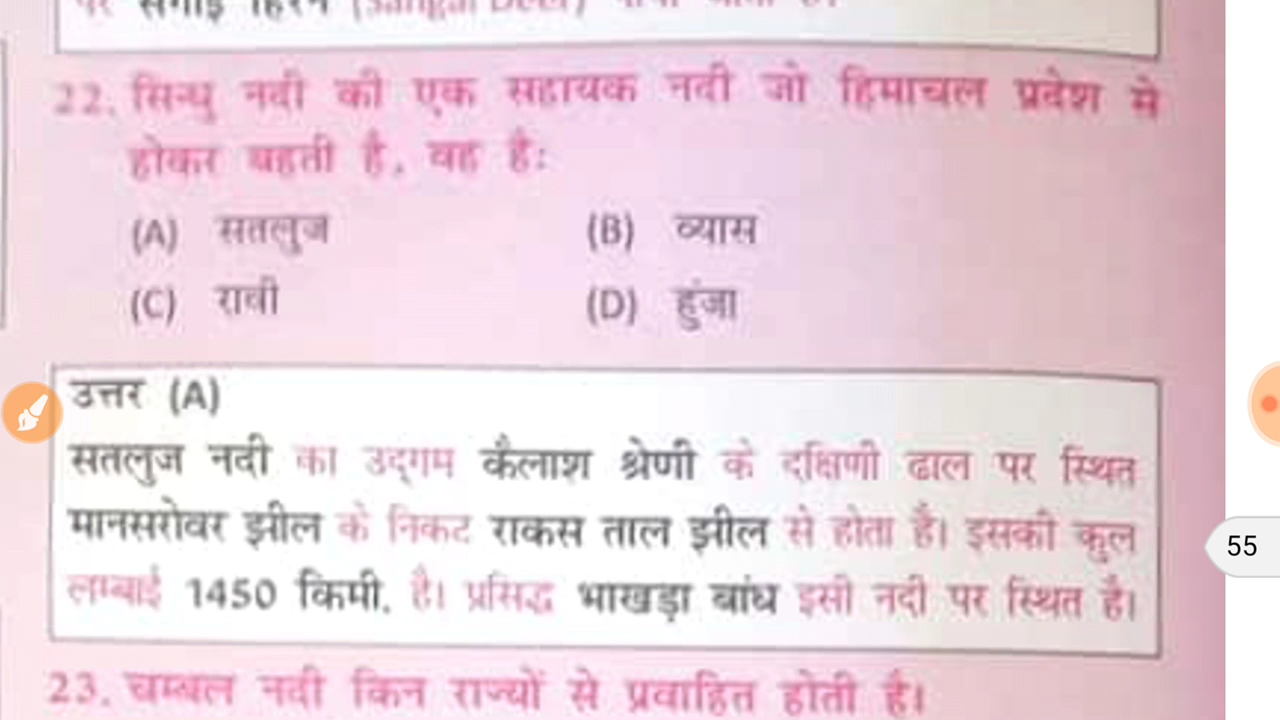 22. सिन्धु नदी की एक सहायक नदी जो हिमाचल प्रदेश मे
होकर बहती है, वह है:
(A) सतलुज (B) व्यास
(C) रावी (D) हुंजा
उत्तर (A)
सतलुज नदी का उद्गम कैलाश श्रेणी के दक्षिणी ढाल पर स्थित
मानसरोवर झील के निकट राकस ताल झील से होता है। इसकी कुल
लम्बाई 1450 किमी. है। प्रसिद्ध भाखड़ा बांध इसी नदी पर स्थित है।
55
23. चम्बल नदी किन राज्यों से प्रवाहित होती है।